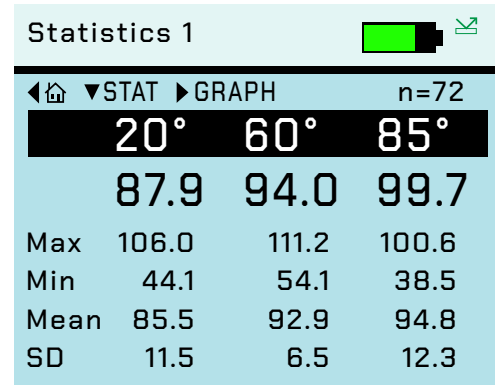 Statistics 1
STAT GRAPH n=72
20° 60° 85°
87.9 94.0 99.7
Max 106.0 111.2 100.6
Min 44.1 54.1 38.5
Mean 85.5 92.9 94.8
SD 11.5 6.5 12.3